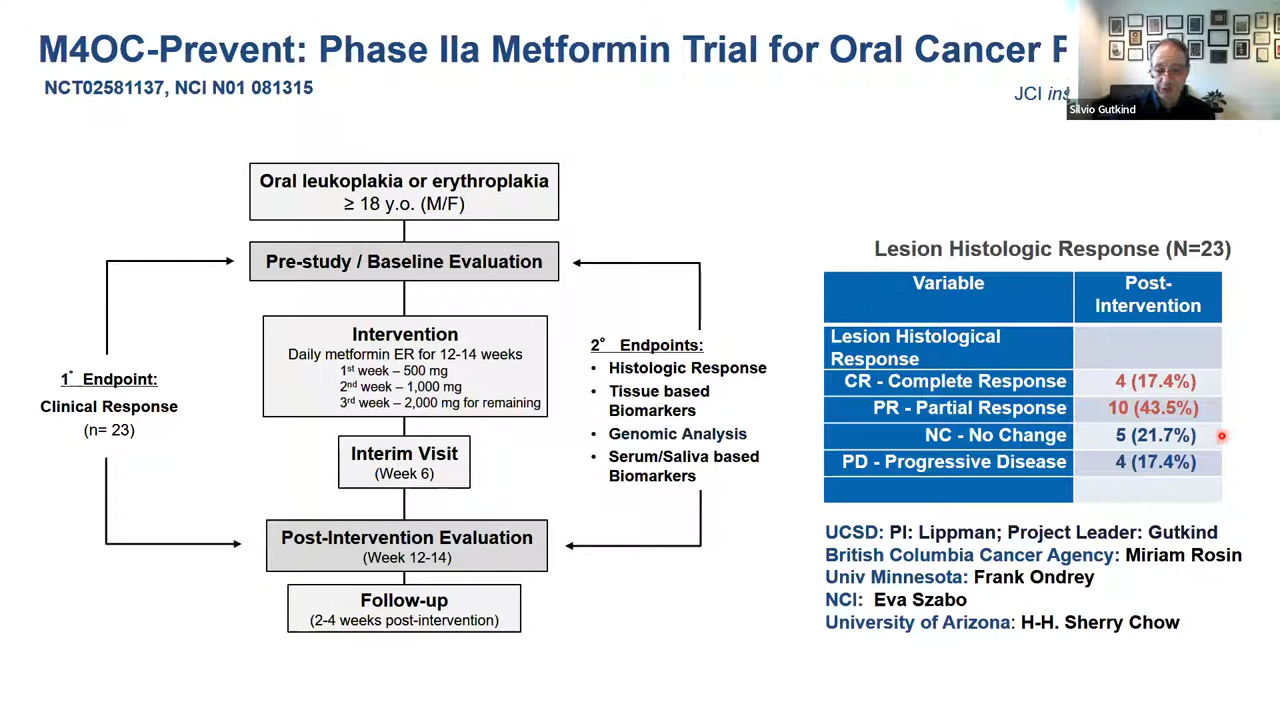 M4OC-Prevent: Phase IIa Metformin Trial for Oral Cancer
NCT02581137, NCI N01 081315
JCI
Silvio Gutkind
Oral leukoplakia or erythroplakia
≥ 18 y.o. (M/F)
Pre-study / Baseline Evaluation
Intervention
Daily metformin ER for 12-14 weeks
1st week – 500 mg
2nd week – 1,000 mg
3rd week – 2,000 mg for remaining
Interim Visit
(Week 6)
Post-Intervention Evaluation
(Week 12-14)
Follow-up
(2-4 weeks post-intervention)
1° Endpoint:
Clinical Response
(n= 23)
2° Endpoints:
• Histologic Response
• Tissue based
Biomarkers
• Genomic Analysis
• Serum/Saliva based
Biomarkers
Lesion Histologic Response (N=23)
Variable Post-
Intervention
Lesion Histological
Response
CR - Complete Response 4 (17.4%)
PR - Partial Response 10 (43.5%)
NC - No Change 5 (21.7%)
PD - Progressive Disease 4 (17.4%)
UCSD: PI: Lippman; Project Leader: Gutkind
British Columbia Cancer Agency: Miriam Rosin
Univ Minnesota: Frank Ondrey
NCI: Eva Szabo
University of Arizona: H-H. Sherry Chow